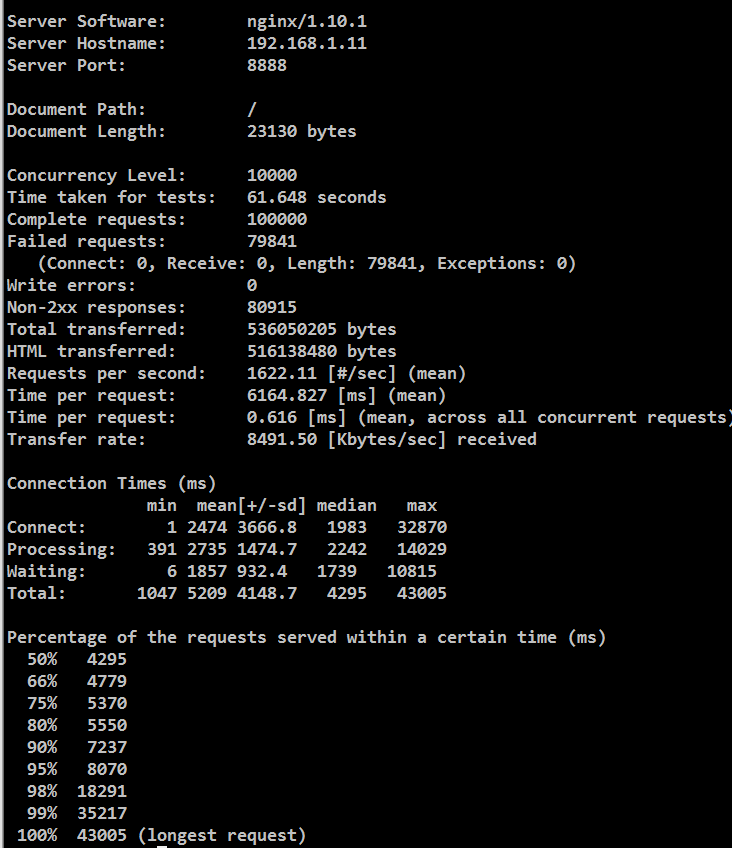 Server Software:        nginx/1.10.1
Server Hostname:        192.168.1.11
Server Port:            8888
Document Path:          /
Document Length:        23130 bytes
Concurrency Level:      10000
Time taken for tests:   61.648 seconds
Complete requests:      100000
Failed requests:        79841
   (Connect: 0, Receive: 0, Length: 79841, Exceptions: 0)
Write errors:           0
Non-2xx responses:      80915
Total transferred:      536050205 bytes
HTML transferred:       516138480 bytes
Requests per second:    1622.11 [#/sec] (mean)
Time per request:       6164.827 [ms] (mean)
Time per request:       0.616 [ms] (mean, across all concurrent requests)
Transfer rate:          8491.50 [Kbytes/sec] received
Connection Times (ms)
              min  mean[+/-sd] median   max
Connect:        1 2474 3666.8   1983   32870
Processing:   391 2735 1474.7   2242   14029
Waiting:        6 1857 932.4   1739   10815
Total:       1047 5209 4148.7   4295   43005
Percentage of the requests served within a certain time (ms)
  50%   4295
  66%   4779
  75%   5370
  80%   5550
  90%   7237
  95%   8070
  98%  18291
  99%  35217
 100%  43005 (longest request)